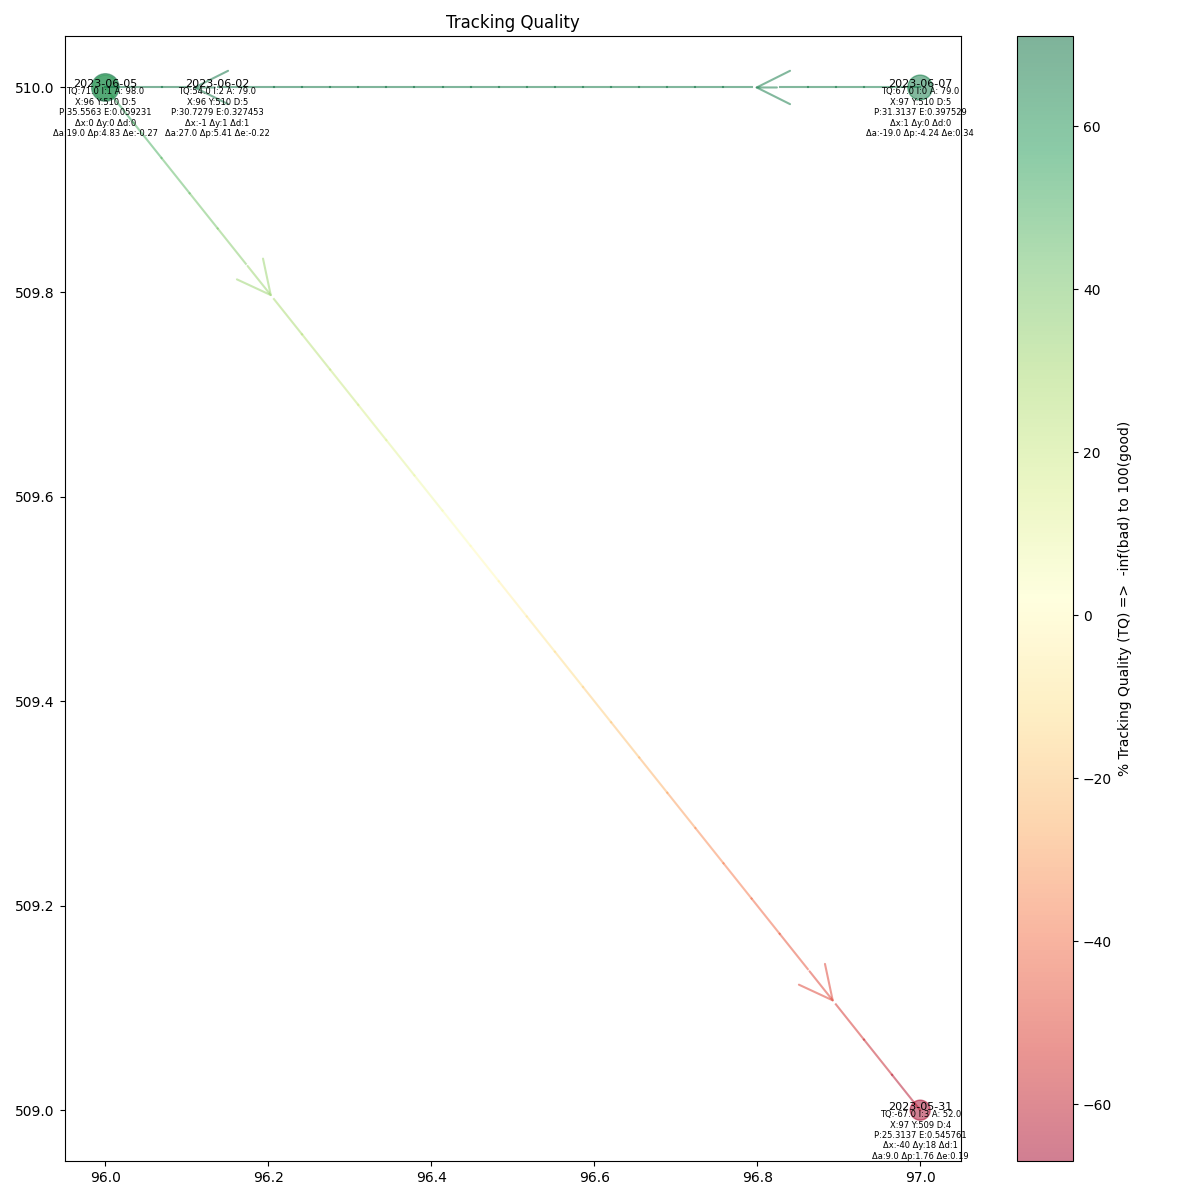 Tracking Quality
510.0
509.8
509.6
509.4
509.2
509.0
2023-06-05
TQ:71.0 I:1 A: 98.0
X:96 Y:510 D:5
P:35.5563 E:0.059231
Δx:0 Δy:0 Δd:0
Δa:19.0 Δp:4.83 Δe:-0.27
2023-06-02
TQ:54.0 I:2 A: 79.0
X:96 Y:510 D:5
P:30.7279 E:0.327453
Δx:-1 Δy:1 Δd:1
Δa:27.0 Δp:5.41 Δe:-0.22
2023-06-07
TQ:67.0 I:0 A: 79.0
X:97 Y:510 D:5
P:31.3137 E:0.397529
Δx:1 Δy:0 Δd:0
Δa:-19.0 Δp:-4.24 Δe:0.34
2023-05-31
TQ:-67.0 I:3 A: 52.0
X:97 Y:509 D:4
P:25.3137 E:0.545761
Δx:-40 Δy:18 Δd:1
Δa:9.0 Δp:1.76 Δe:0.19
96.0
96.2
96.4
96.6
96.8
97.0
60
40
20
0
−20
−40
−60
% Tracking Quality (TQ) => -inf(bad) to 100(good)